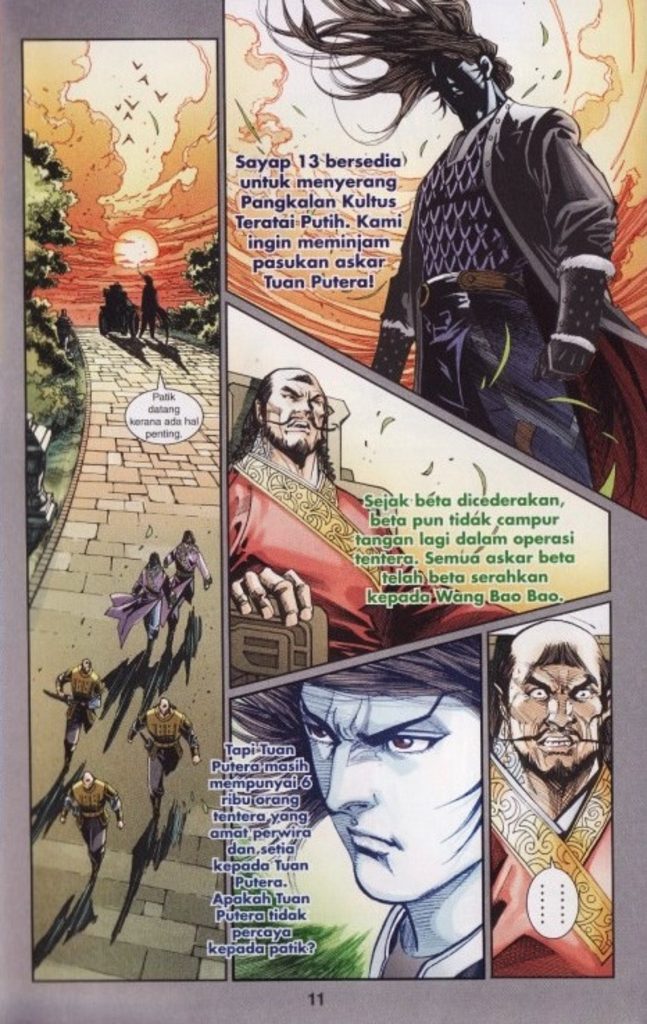 Patik
datang
kerana ada hal
penting.
Sayap 13 bersedia
untuk menyerang
Pangkalan Kultus
Teratai Putih. Kami
ingin meminjam
pasukan askar
Tuan Putera!
Sejak beta dicederakan,
beta pun tidak campur
tangan lagi dalam operasi
tentera. Semua askar beta
telah beta serahkan
kepada Wang Bao Bao.
Tapi Tuan
Putera masih
mempunyai 6
ribu orang
tentera yang
amat perwira
dan setia
kepada Tuan
Putera.
Apakah Tuan
Putera tidak
percaya
kepada patik?
......
......
11